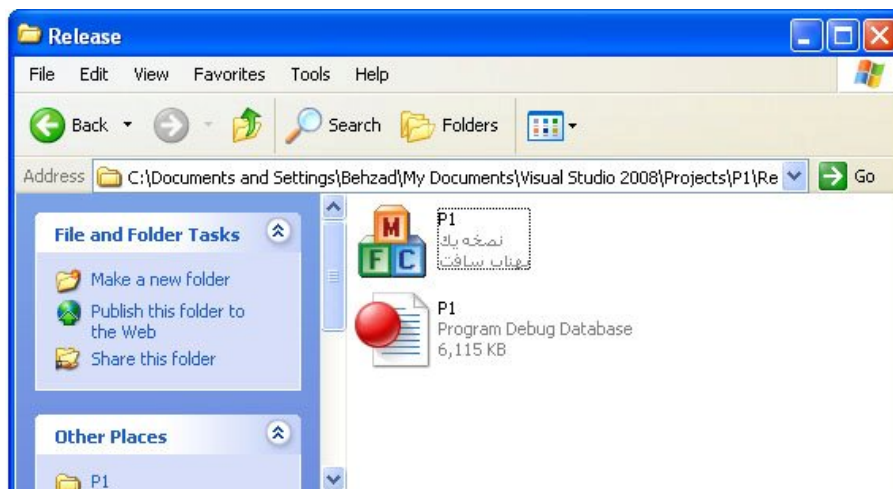 Release
File Edit View Favorites Tools Help
Back Search Folders
Address C:\Documents and Settings\Behzad\My Documents\Visual Studio 2008\Projects\P1\Re Go
File and Folder Tasks
Make a new folder
Publish this folder to
the Web
Share this folder
Other Places
P1
M
F C
P1
نصخه يك
بهناب سافت
P1
Program Debug Database
6,115 KB